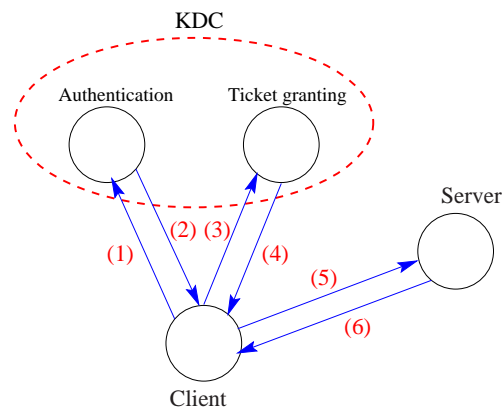 KDC
Authentication
Ticket granting
Server
(1)
(2)
(3)
(4)
(5)
(6)
Client